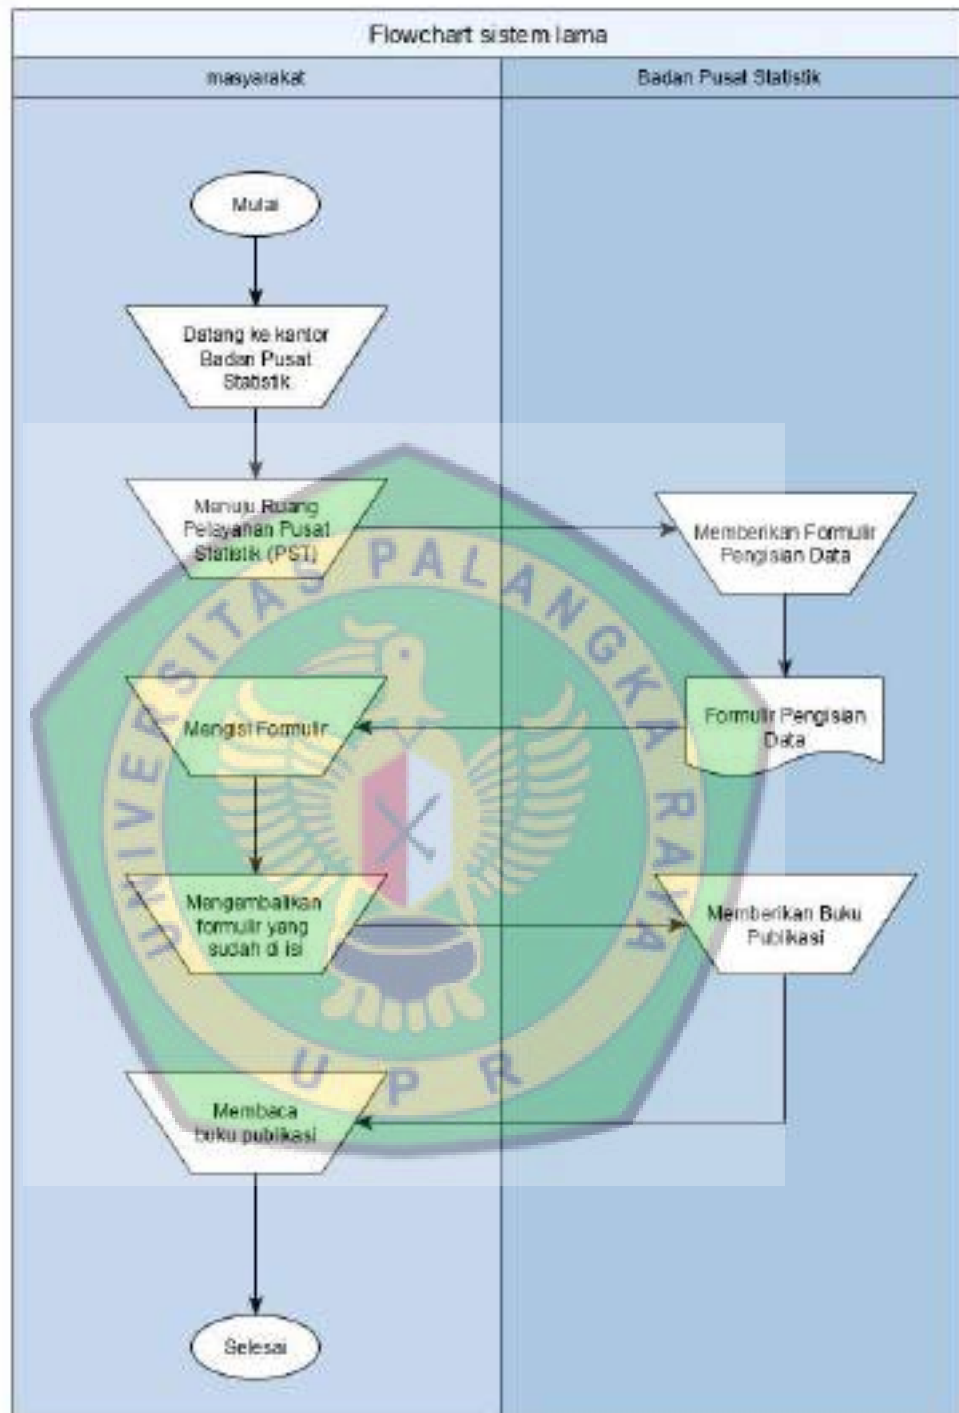 Flowchart sistem lama
masyarakat
Badan Pusat Statistik
Mulai
Datang ke kantor
Badan Pusat
Statistik
Menuju Ruang
Pelayanan Pusat
Statistik (PST)
Memberikan Formulir
Pengisian Data
Formulir Pengisian
Data
Mengisi Formulir
Mengembalikan
formulir yang
sudah di isi
Memberikan Buku
Publikasi
Membaca
buku publikasi
Selesai
UNIVERSITAS PALANGKA RAYA
UPR